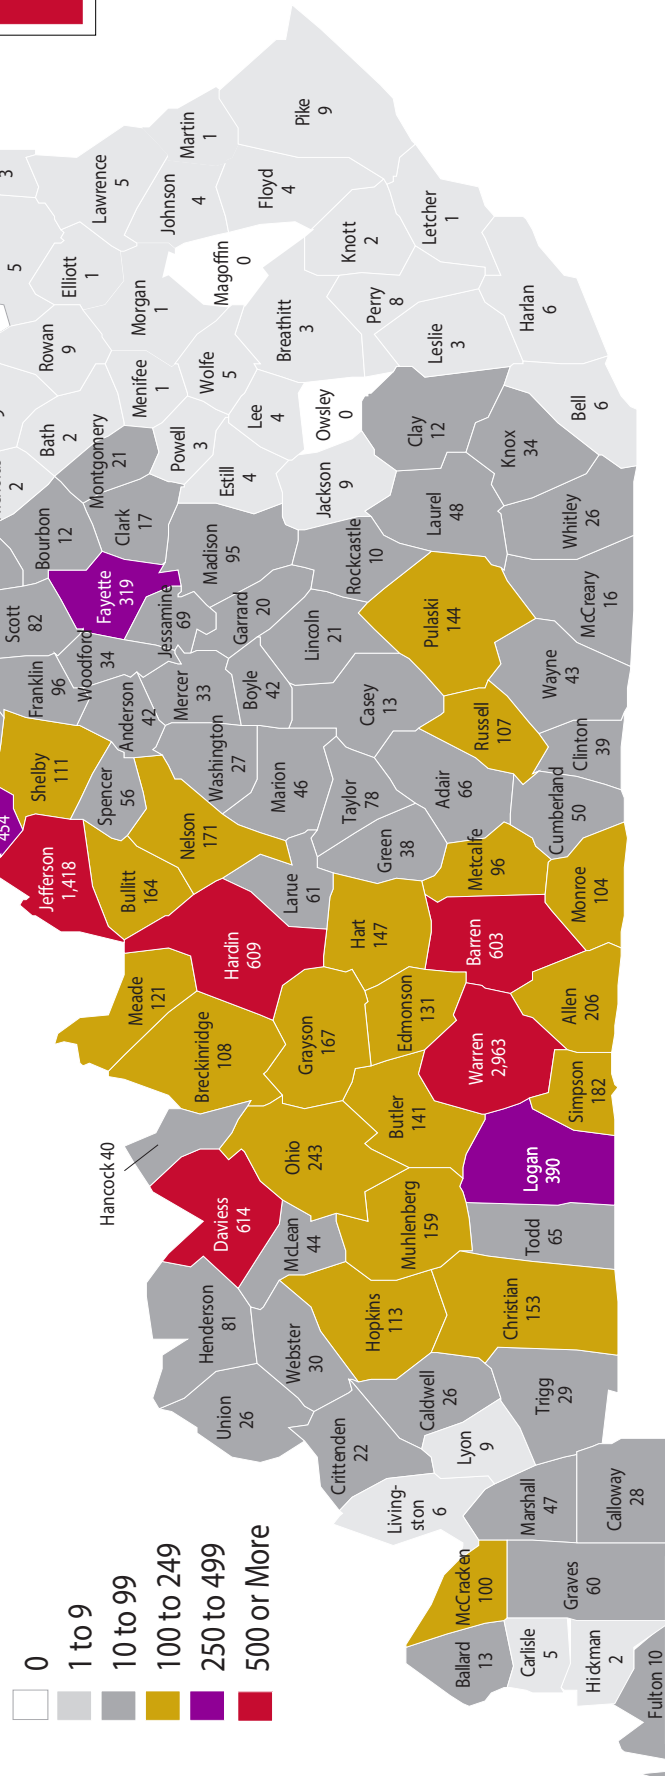 0
1 to 9
10 to 99
100 to 249
250 to 499
500 or More
Ballard
13
McCracken
100
Carlisle
5
Hickman
2
Fulton 10
Graves
60
Living-
ston
6
Marshall
47
Calloway
28
Lyon
9
Crittenden
22
Caldwell
26
Trigg
29
Union
26
Henderson
81
Webster
30
Hopkins
113
Christian
153
Hancock 40
Daviess
614
McLean
44
Muhlenberg
159
Todd
65
Ohio
243
Butler
141
Logan
390
Simpson
182
Meade
121
Breckinridge
108
Grayson
167
Edmonson
131
Warren
2,963
Allen
206
Hardin
609
Hart
147
Barren
603
Monroe
104
Jefferson
1,418
Bullitt
164
Larue
61
Green
38
Metcalfe
96
Cumberland
50
454
Shelby
111
Spencer
56
Nelson
171
Washington
27
Marion
46
Taylor
78
Adair
66
Clinton
39
Franklin
96
Woodford
34
Anderson
42
Mercer
33
Boyle
42
Casey
13
Russell
107
Wayne
43
Scott
82
Fayette
319
Jessamine
69
Garrard
20
Lincoln
21
Pulaski
144
McCreary
16
Bourbon
12
Clark
17
Madison
95
Rockcastle
10
Laurel
48
Whitley
26
2
Bath
2
Montgomery
21
Powell
3
Estill
4
Jackson
9
Clay
12
Knox
34
Bell
6
Rowan
9
Menifee
1
Wolfe
5
Lee
4
Owsley
0
Elliott
1
Morgan
1
Magoffin
0
Breathitt
3
Perry
8
Leslie
3
Harlan
6
5
3
Lawrence
5
Johnson
4
Martin
1
Floyd
4
Knott
2
Letcher
1
Pike
9